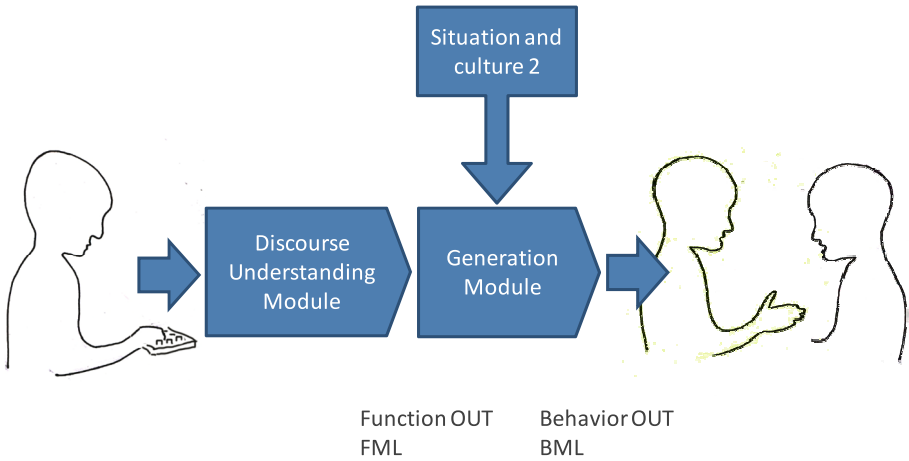 Situation and
culture 2
Discourse
Understanding
Module
Generation
Module
Function OUT
FML
Behavior OUT
BML